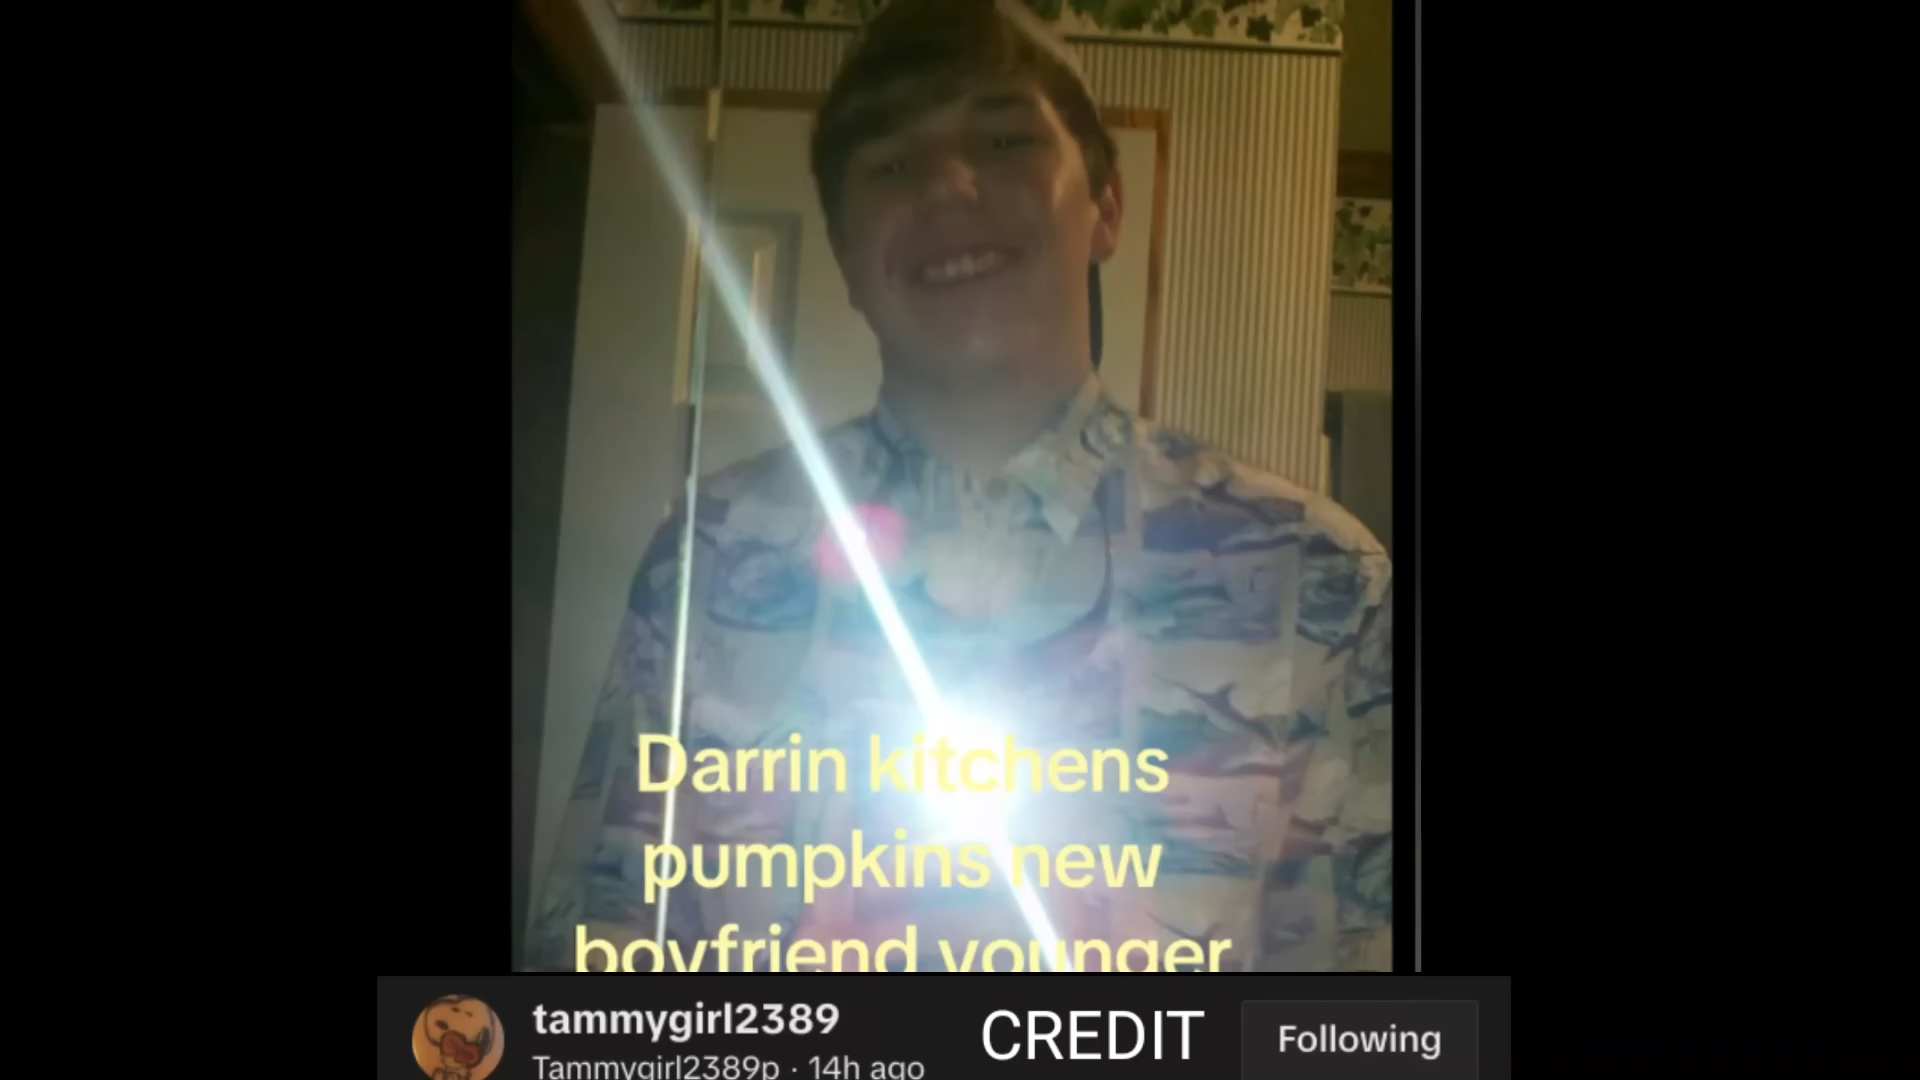 Darrin kitchens
pumpkins new
boyfriend younger
tammygirl2389
CREDIT
Following
Tammygirl2389p · 14h ago